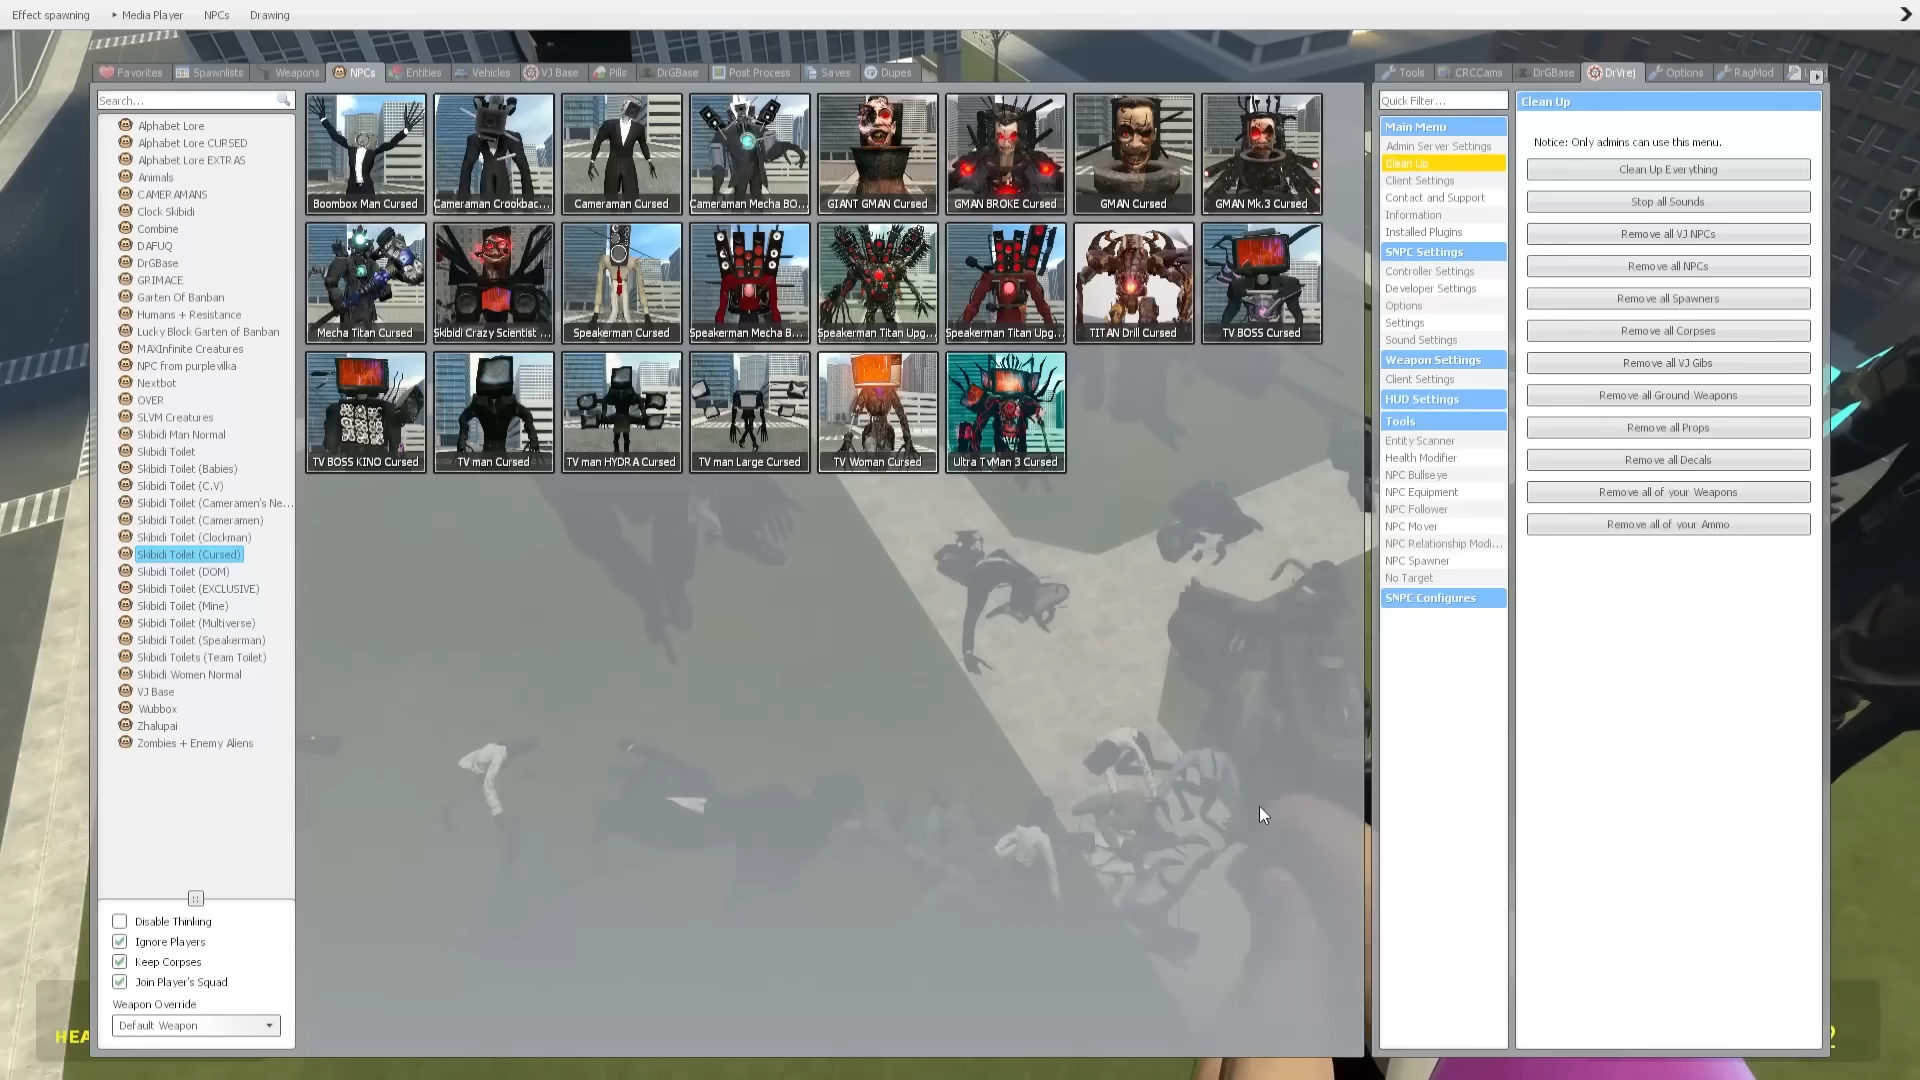 Effect spawning
Media Player
NPCs
Drawing
Favorites
Spawnlists
Weapons
NPCs
Entities
Vehicles
VJ Base
Pills
DrGBase
Post Process
Saves
Dupes
Tools
CRCCams
DrGBase
DrVrej
Options
RagMod
Search...
Alphabet Lore
Alphabet Lore CURSED
Alphabet Lore EXTRAS
Animals
CAMERAMANS
Clock Skibidi
Combine
DAFUQ
DrGBase
GRIMACE
Garten Of Banban
Humans + Resistance
Lucky Block Garten of Banban
MAXInfinite Creatures
NPC from purplevilka
Nextbot
OVER
SLVM Creatures
Skibidi Man Normal
Skibidi Toilet
Skibidi Toilet (Babies)
Skibidi Toilet (C.V)
Skibidi Toilet (Cameramen's Ne...
Skibidi Toilet (Cameramen)
Skibidi Toilet (Clockman)
Skibidi Toilet (Cursed)
Skibidi Toilet (DOM)
Skibidi Toilet (EXCLUSIVE)
Skibidi Toilet (Mine)
Skibidi Toilet (Multiverse)
Skibidi Toilet (Speakerman)
Skibidi Toilets (Team Toilet)
Skibidi Women Normal
VJ Base
Wubbox
Zhalupai
Zombies + Enemy Aliens
Disable Thinking
Ignore Players
Keep Corpses
Join Player's Squad
Weapon Override
Default Weapon
HEA
Boombox Man Cursed
Cameraman Crookbac...
Cameraman Cursed
Cameraman Mecha BO...
GIANT GMAN Cursed
GMAN BROKE Cursed
GMAN Cursed
GMAN Mk.3 Cursed
Mecha Titan Cursed
Skibidi Crazy Scientist ...
Speakerman Cursed
Speakerman Mecha B...
Speakerman Titan Upg...
Speakerman Titan Upg...
TITAN Drill Cursed
TV BOSS Cursed
TV BOSS KINO Cursed
TV man Cursed
TV man HYDRA Cursed
TV man Large Cursed
TV Woman Cursed
Ultra TvMan 3 Cursed
Quick Filter...
Main Menu
Admin Server Settings
Clean Up
Client Settings
Contact and Support
Information
Installed Plugins
SNPC Settings
Controller Settings
Developer Settings
Options
Settings
Sound Settings
Weapon Settings
Client Settings
HUD Settings
Tools
Entity Scanner
Health Modifier
NPC Bullseye
NPC Equipment
NPC Follower
NPC Mover
NPC Relationship Modi...
NPC Spawner
No Target
SNPC Configures
Clean Up
Notice: Only admins can use this menu.
Clean Up Everything
Stop all Sounds
Remove all VJ NPCs
Remove all NPCs
Remove all Spawners
Remove all Corpses
Remove all VJ Gibs
Remove all Ground Weapons
Remove all Props
Remove all Decals
Remove all of your Weapons
Remove all of your Ammo